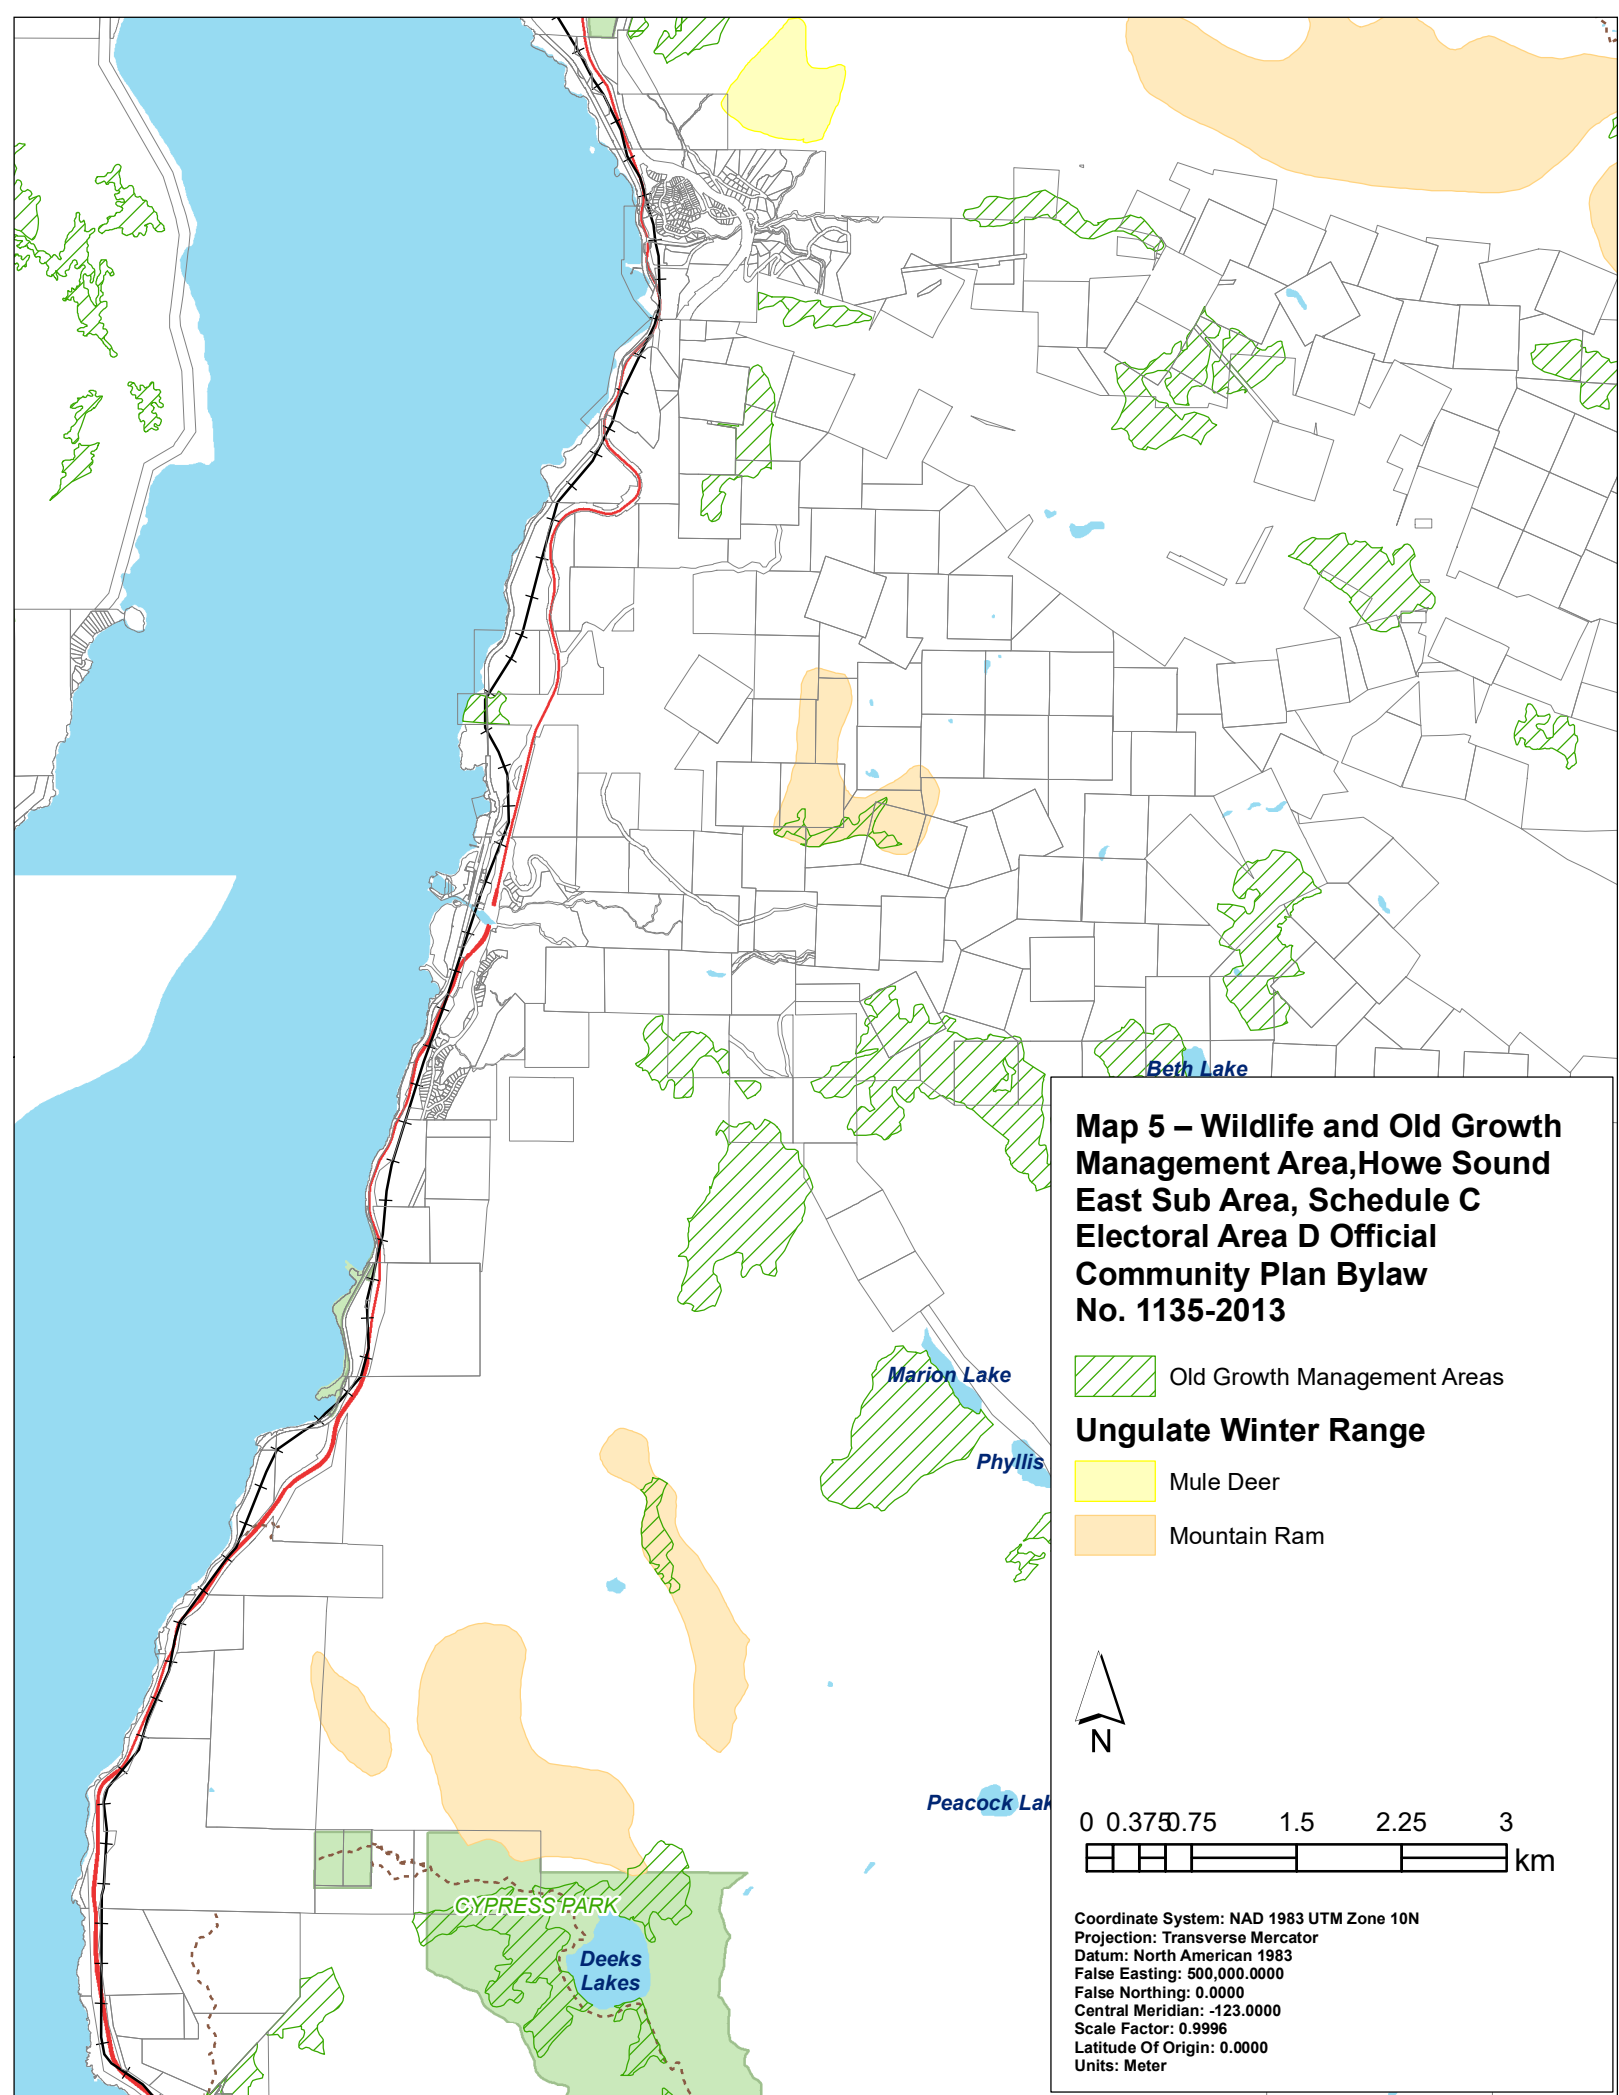 Beth Lake
Map 5 – Wildlife and Old Growth
Management Area,Howe Sound
East Sub Area, Schedule C
Electoral Area D Official
Community Plan Bylaw
No. 1135-2013
Old Growth Management Areas
Ungulate Winter Range
Mule Deer
Mountain Ram
Marion Lake
Phyllis
Peacock Lak
CYPRESS PARK
Deeks
Lakes
N
0 0.375 0.75 1.5 2.25 3
km
Coordinate System: NAD 1983 UTM Zone 10N
Projection: Transverse Mercator
Datum: North American 1983
False Easting: 500,000.0000
False Northing: 0.0000
Central Meridian: -123.0000
Scale Factor: 0.9996
Latitude Of Origin: 0.0000
Units: Meter